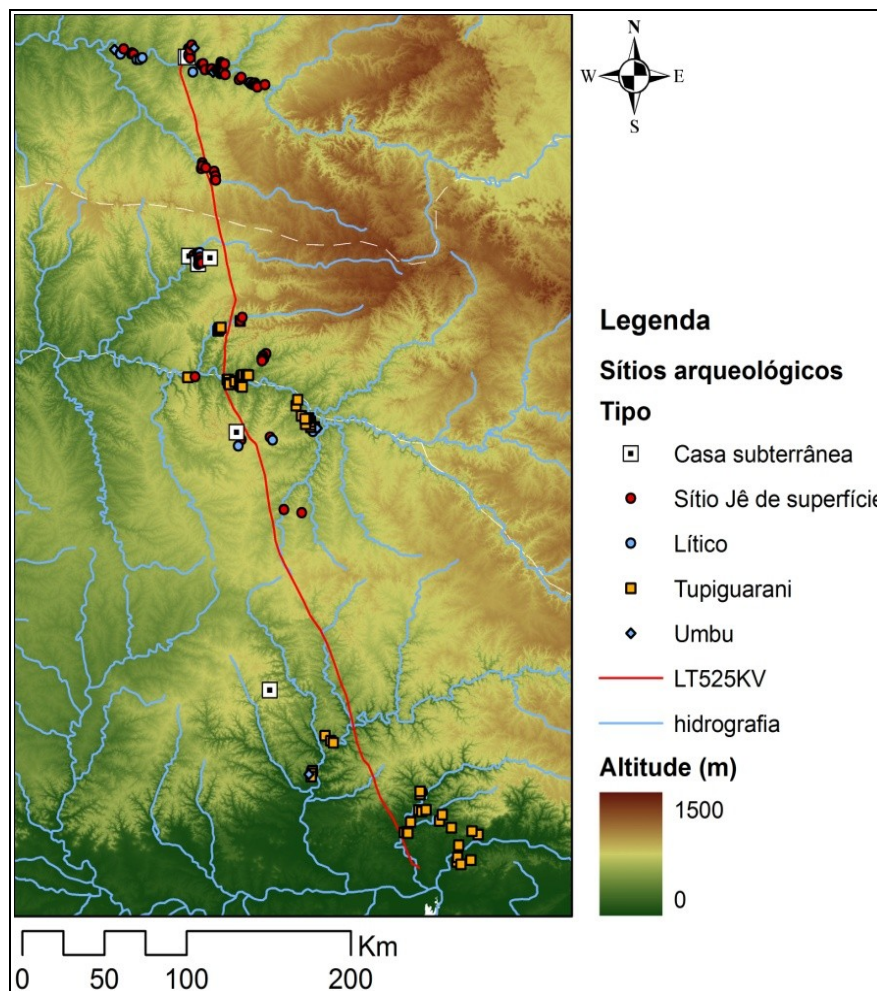 N
W E
S
Legenda
Sítios arqueológicos
Tipo
Casa subterrânea
Sítio Jê de superfície
Lítico
Tupiguarani
Umbu
LT525KV
hidrografia
Altitude (m)
1500
0
Km
0 50 100 200